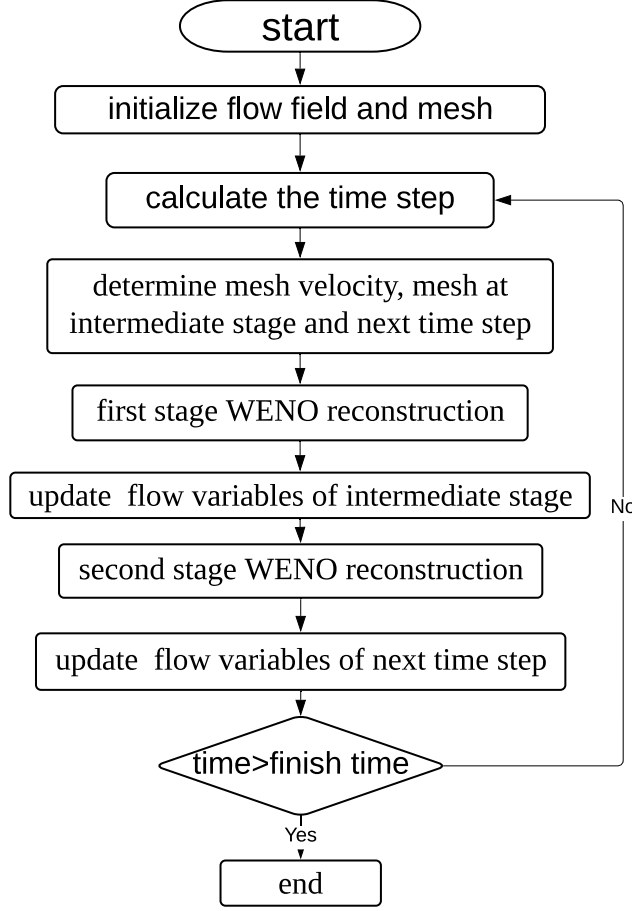 start
initialize flow field and mesh
calculate the time step
determine mesh velocity, mesh at
intermediate stage and next time step
first stage WENO reconstruction
update flow variables of intermediate stage
No
second stage WENO reconstruction
update flow variables of next time step
time>finish time
Yes
end